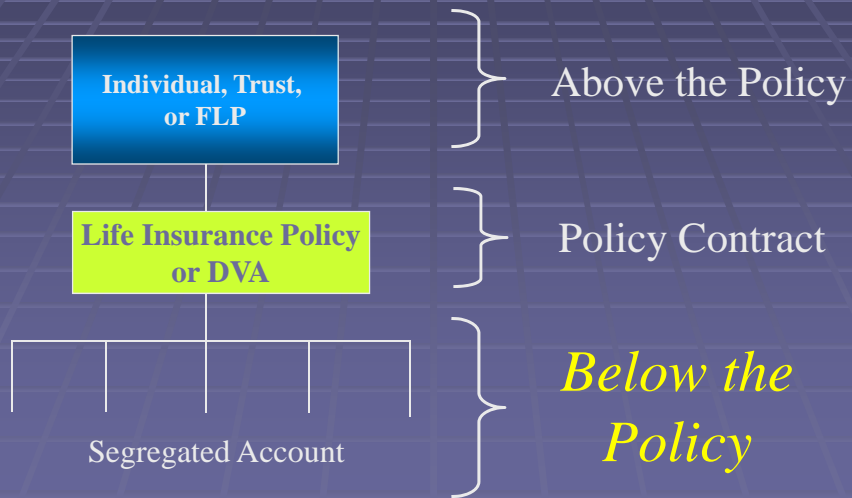 Individual, Trust,
or FLP
Above the Policy
Life Insurance Policy
or DVA
Policy Contract
Below the
Policy
Segregated Account